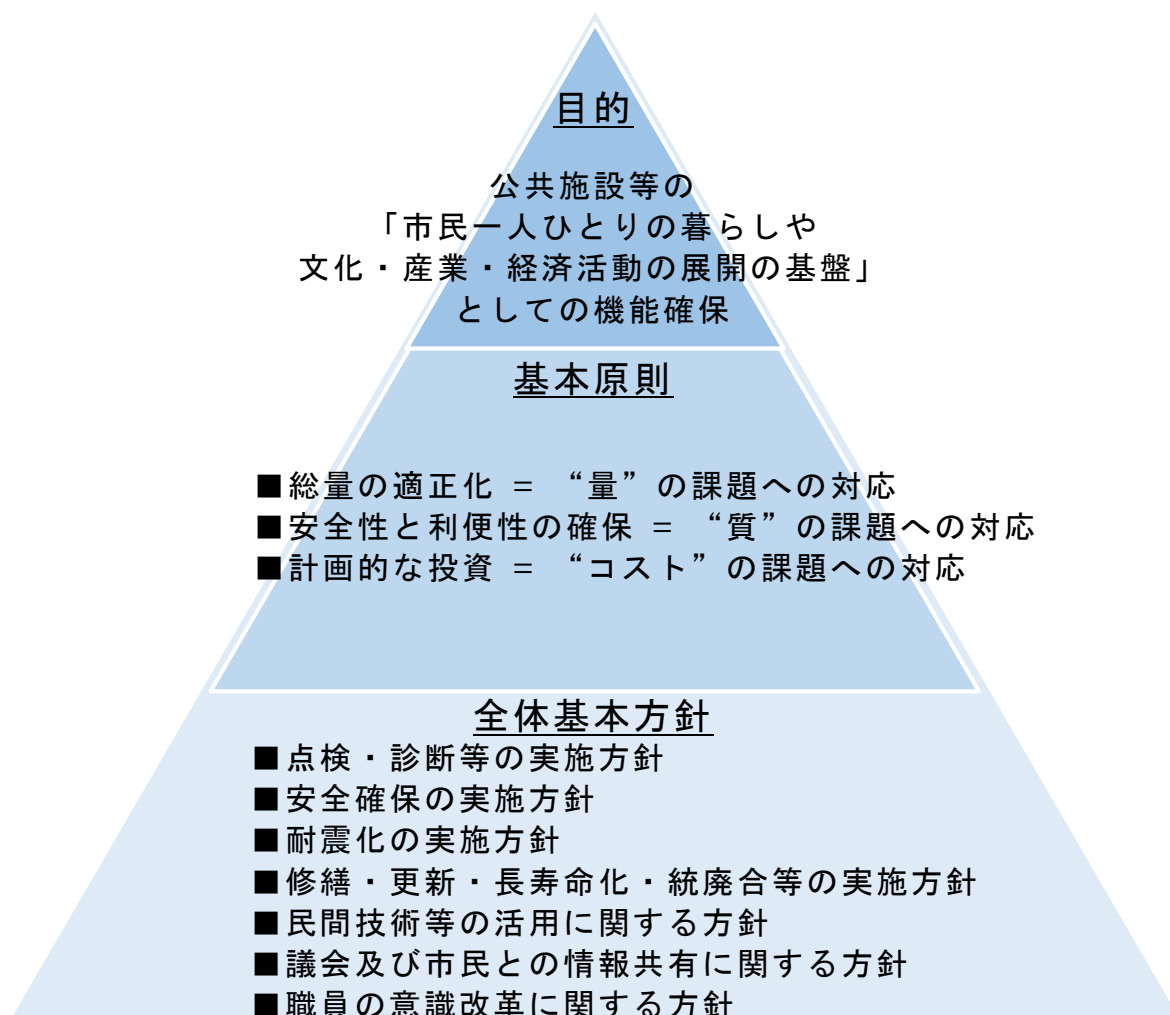 目的
公共施設等の
「市民一人ひとりの暮らしや
文化・産業・経済活動の展開の基盤」
としての機能確保
基本原則
■総量の適正化 ＝ “量”の課題への対応
■安全性と利便性の確保 ＝ “質”の課題への対応
■計画的な投資 ＝ “コスト”の課題への対応
全体基本方針
■点検・診断等の実施方針
■安全確保の実施方針
■耐震化の実施方針
■修繕・更新・長寿命化・統廃合等の実施方針
■民間技術等の活用に関する方針
■議会及び市民との情報共有に関する方針
■職員の意識改革に関する方針